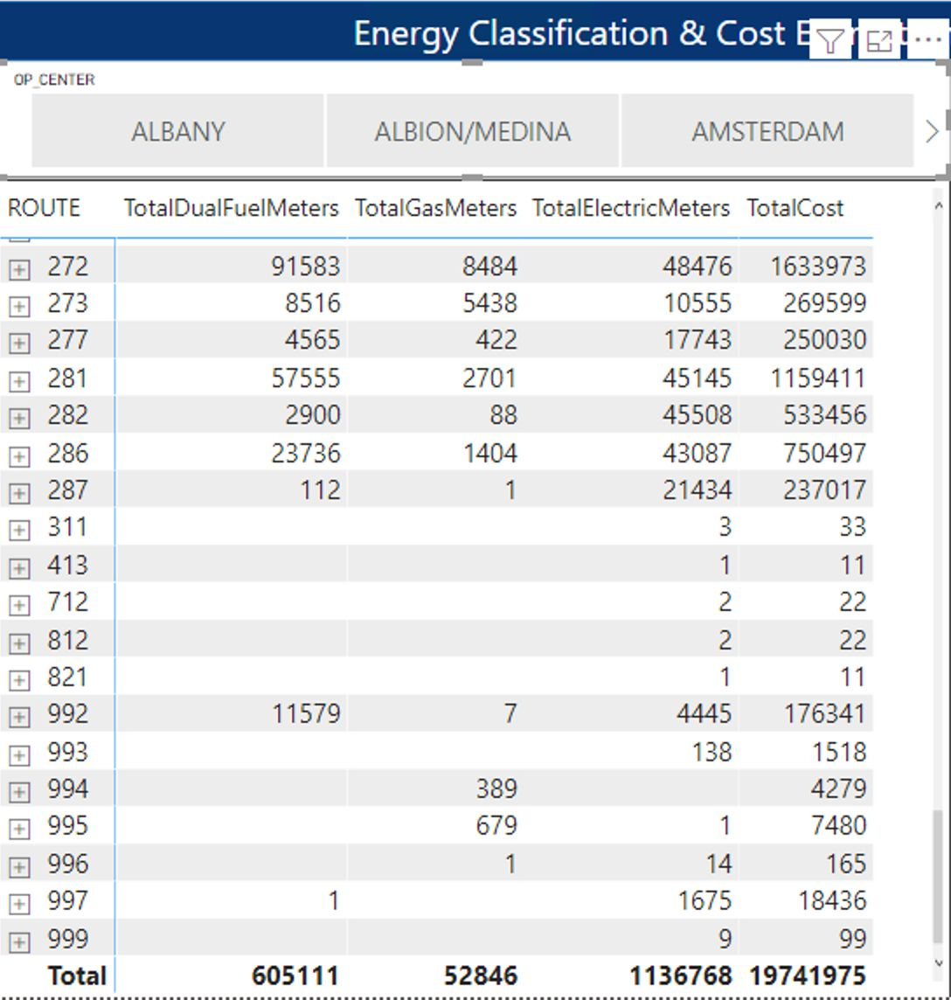 Energy Classification & Cost
OP_CENTER
ALBANY ALBION/MEDINA AMSTERDAM
ROUTE TotalDualFuelMeters TotalGasMeters TotalElectricMeters TotalCost
272 91583 8484 48476 1633973
273 8516 5438 10555 269599
277 4565 422 17743 250030
281 57555 2701 45145 1159411
282 2900 88 45508 533456
286 23736 1404 43087 750497
287 112 1 21434 237017
311 3 33
413 1 11
712 2 22
812 2 22
821 1 11
992 11579 7 4445 176341
993 138 1518
994 389 4279
995 679 1 7480
996 1 14 165
997 1 1675 18436
999 9 99
Total 605111 52846 1136768 19741975